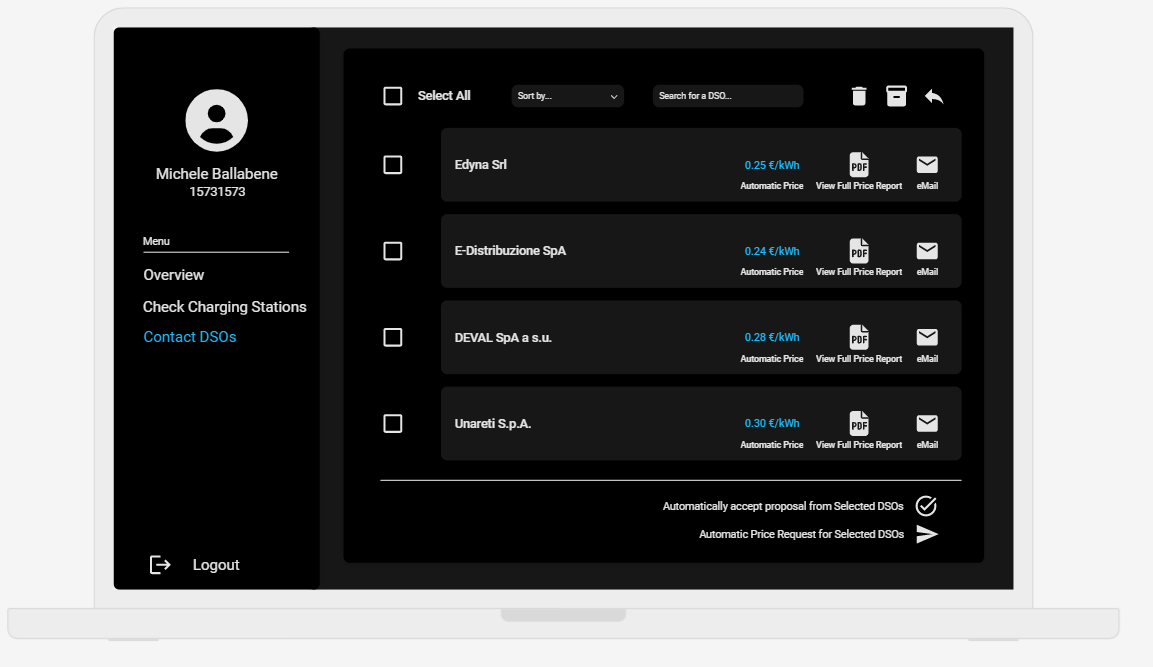 Michele Ballabene
15731573
Menu
Overview
Check Charging Stations
Contact DSOs
Logout
Select All
Sort by...
Search for a DSO...
Edyna Srl
0.25 €/kWh
Automatic Price
PDF
View Full Price Report
eMail
E-Distribuzione SpA
0.24 €/kWh
Automatic Price
PDF
View Full Price Report
eMail
DEVAL SpA a s.u.
0.28 €/kWh
Automatic Price
PDF
View Full Price Report
eMail
Unareti S.p.A.
0.30 €/kWh
Automatic Price
PDF
View Full Price Report
eMail
Automatically accept proposal from Selected DSOs
Automatic Price Request for Selected DSOs